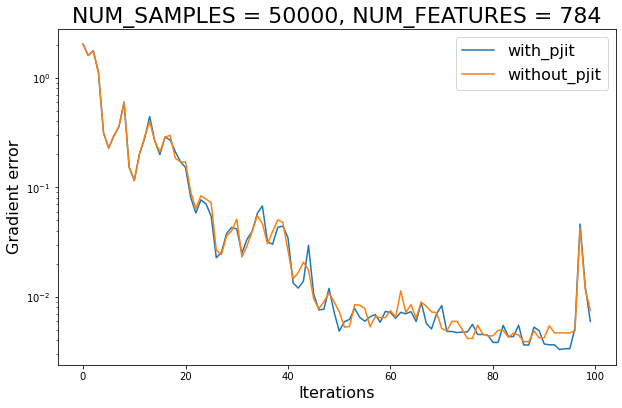 NUM_SAMPLES = 50000, NUM_FEATURES = 784
with_pjit
without_pjit
Gradient error
10⁰
10⁻¹
10⁻²
0 20 40 60 80 100
Iterations